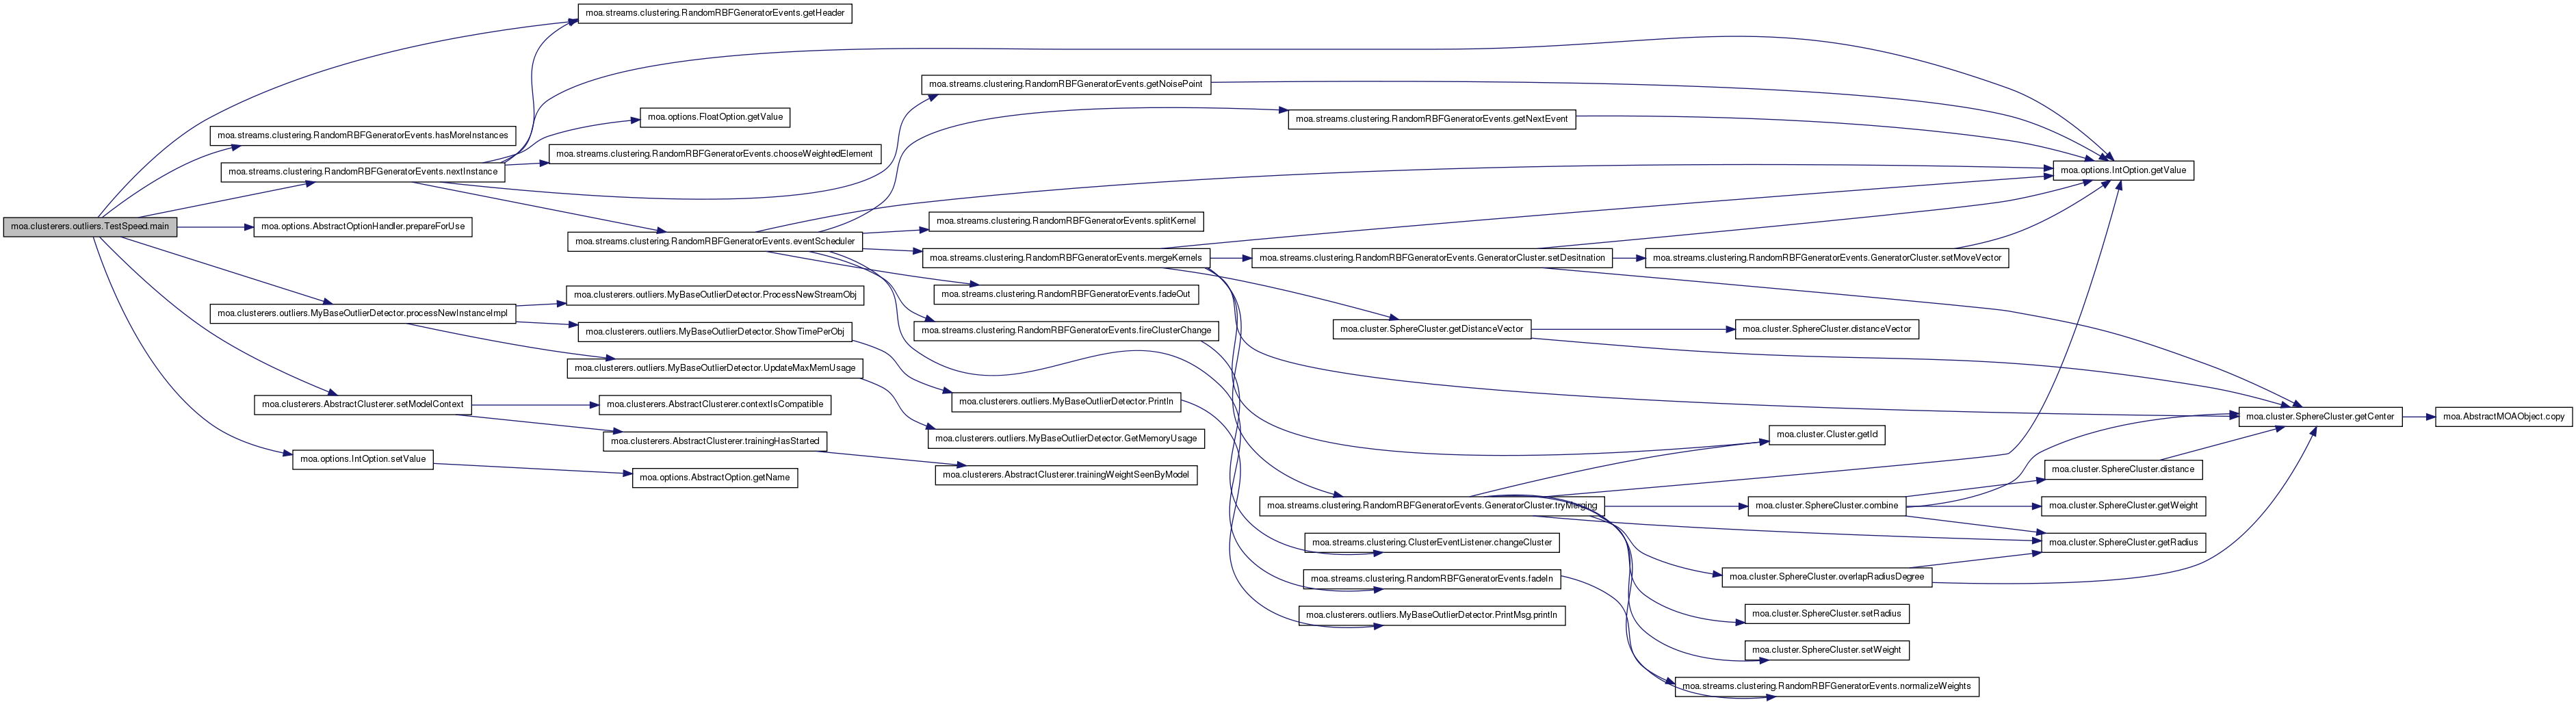 moa.streams.clustering.RandomRBFGeneratorEvents.getHeader
moa.streams.clustering.RandomRBFGeneratorEvents.getNoisePoint
moa.options.FloatOption.getValue
moa.streams.clustering.RandomRBFGeneratorEvents.getNextEvent
moa.streams.clustering.RandomRBFGeneratorEvents.hasMoreInstances
moa.streams.clustering.RandomRBFGeneratorEvents.chooseWeightedElement
moa.streams.clustering.RandomRBFGeneratorEvents.nextInstance
moa.options.IntOption.getValue
moa.clusterers.outliers.TestSpeed.main
moa.options.AbstractOptionHandler.prepareForUse
moa.streams.clustering.RandomRBFGeneratorEvents.splitKernel
moa.streams.clustering.RandomRBFGeneratorEvents.eventScheduler
moa.streams.clustering.RandomRBFGeneratorEvents.mergeKernels
moa.streams.clustering.RandomRBFGeneratorEvents.GeneratorCluster.setDesitnation
moa.streams.clustering.RandomRBFGeneratorEvents.GeneratorCluster.setMoveVector
moa.streams.clustering.RandomRBFGeneratorEvents.fadeOut
moa.clusterers.outliers.MyBaseOutlierDetector.ProcessNewStreamObj
moa.clusterers.outliers.MyBaseOutlierDetector.processNewInstanceImpl
moa.clusterers.outliers.MyBaseOutlierDetector.ShowTimePerObj
moa.streams.clustering.RandomRBFGeneratorEvents.fireClusterChange
moa.cluster.SphereCluster.getDistanceVector
moa.cluster.SphereCluster.distanceVector
moa.clusterers.outliers.MyBaseOutlierDetector.UpdateMaxMemUsage
moa.clusterers.AbstractClusterer.setModelContext
moa.clusterers.AbstractClusterer.contextIsCompatible
moa.clusterers.outliers.MyBaseOutlierDetector.Println
moa.cluster.SphereCluster.getCenter
moa.AbstractMOAObject.copy
moa.clusterers.AbstractClusterer.trainingHasStarted
moa.clusterers.outliers.MyBaseOutlierDetector.GetMemoryUsage
moa.cluster.Cluster.getId
moa.options.IntOption.setValue
moa.options.AbstractOption.getName
moa.clusterers.AbstractClusterer.trainingWeightSeenByModel
moa.cluster.SphereCluster.distance
moa.streams.clustering.RandomRBFGeneratorEvents.GeneratorCluster.tryMerging
moa.cluster.SphereCluster.combine
moa.cluster.SphereCluster.getWeight
moa.streams.clustering.ClusterEventListener.changeCluster
moa.cluster.SphereCluster.getRadius
moa.streams.clustering.RandomRBFGeneratorEvents.fadeIn
moa.cluster.SphereCluster.overlapRadiusDegree
moa.clusterers.outliers.MyBaseOutlierDetector.PrintMsg.println
moa.cluster.SphereCluster.setRadius
moa.cluster.SphereCluster.setWeight
moa.streams.clustering.RandomRBFGeneratorEvents.normalizeWeights